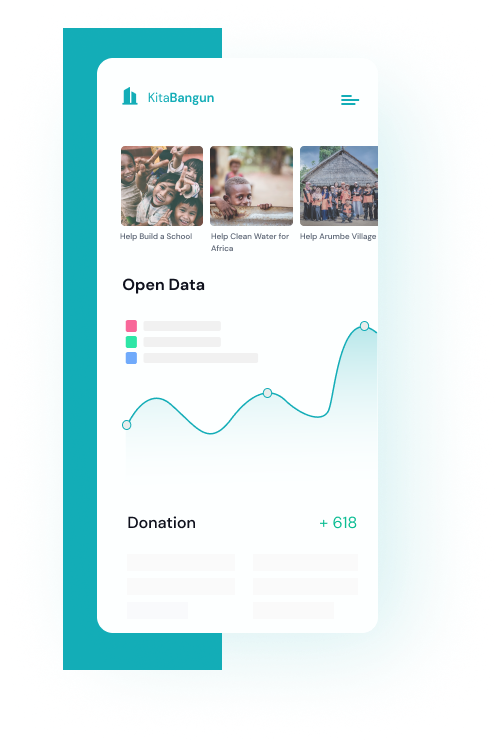 KitaBangun
Help Build a School
Help Clean Water for
Africa
Help Arumbe Village
Open Data
Donation
+ 618